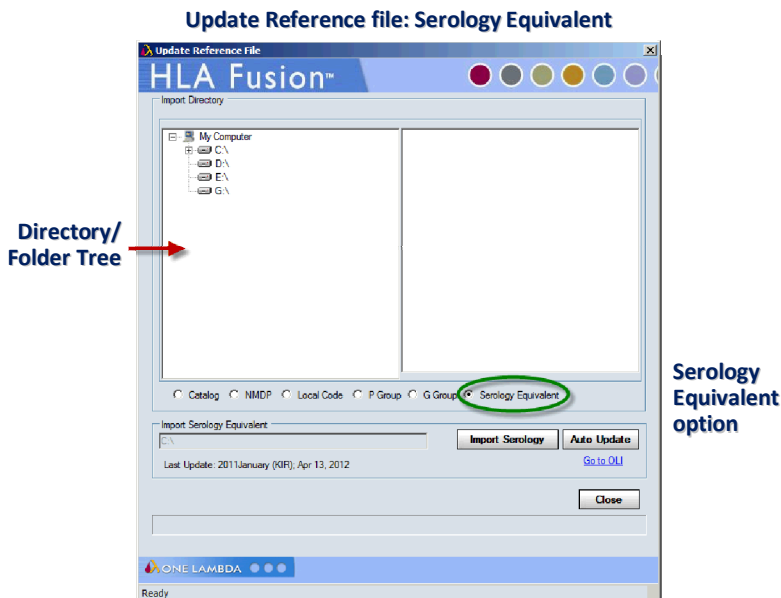 Update Reference file: Serology Equivalent
Update Reference File
HLA Fusion™
Import Directory
My Computer
C:\
D:\
E:\
G:\
Directory/
Folder Tree
Serology
Equivalent
option
Catalog NMDP Local Code P Group G Group Serology Equivalent
Import Serology Equivalent
C:\ Import Serology Auto Update
Last Update: 2011January (KIR); Apr 13, 2012 Go to OLI
Close
ONE LAMBDA
Ready